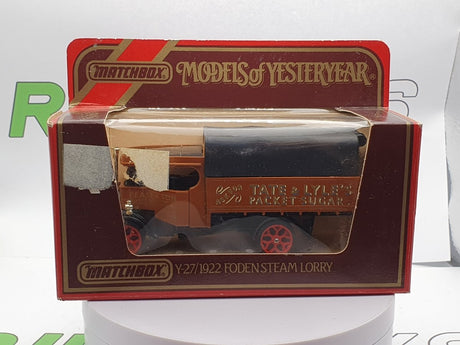 MATCHBOX
MODELS of YESTERYEAR®
TATE & LYLE'S
PACKET SUGAR
MATCHBOX
Y-27/1922 FODEN STEAM LORRY